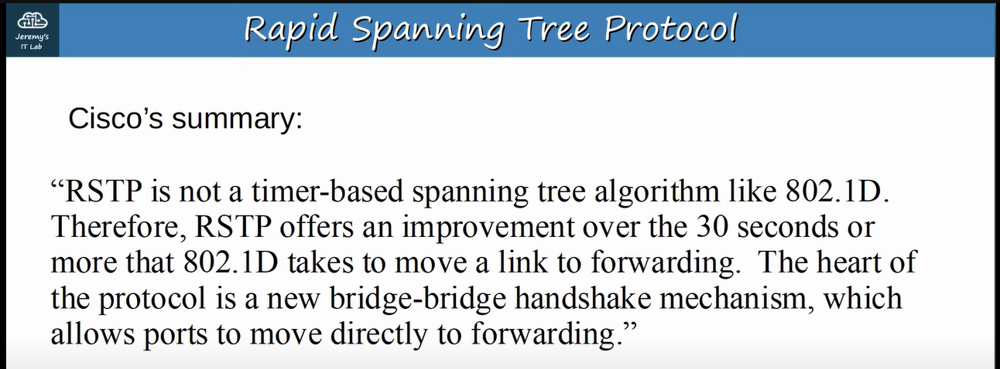 Jeremy's
IT Lab
Rapid Spanning Tree Protocol
Cisco’s summary:
“RSTP is not a timer-based spanning tree algorithm like 802.1D.
Therefore, RSTP offers an improvement over the 30 seconds or
more that 802.1D takes to move a link to forwarding.  The heart of
the protocol is a new bridge-bridge handshake mechanism, which
allows ports to move directly to forwarding.”